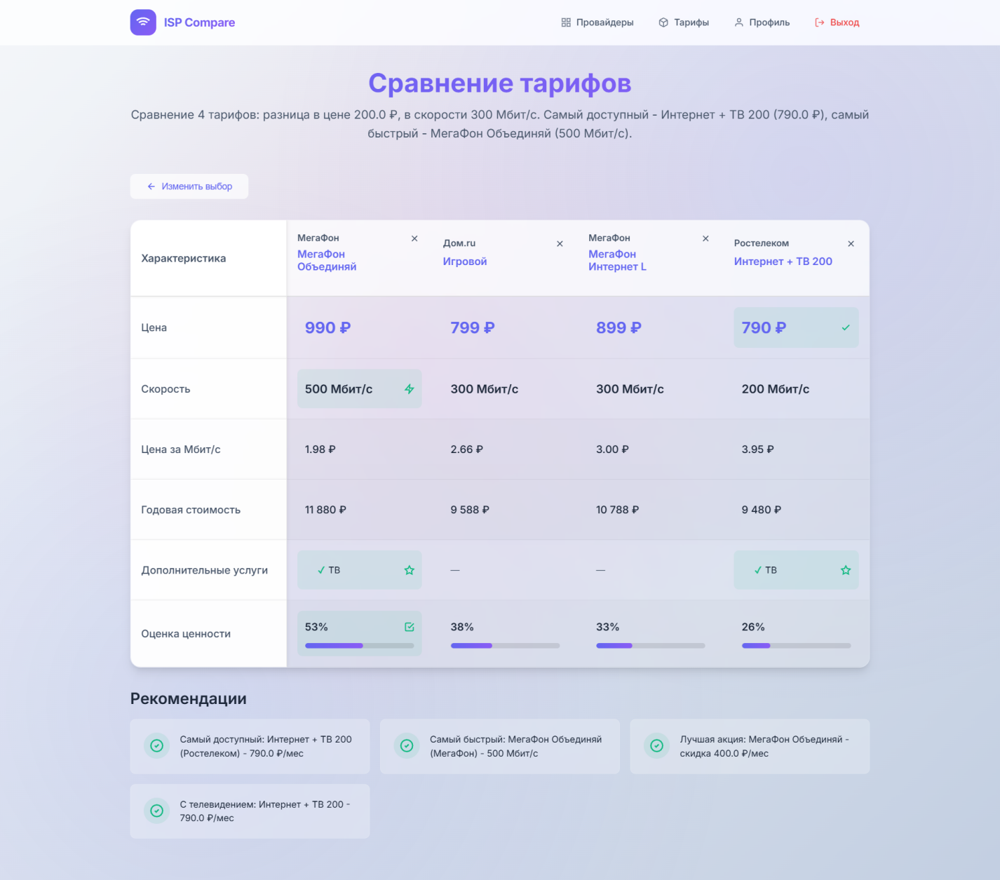 ISP Compare
Провайдеры
Тарифы
Профиль
Выход
Сравнение тарифов
Сравнение 4 тарифов: разница в цене 200.0 ₽, в скорости 300 Мбит/с. Самый доступный - Интернет + ТВ 200 (790.0 ₽), самый
быстрый - МегаФон Объединяй (500 Мбит/с).
← Изменить выбор
Характеристика
МегаФон
МегаФон
Объединяй
Дом.ru
Игровой
МегаФон
МегаФон
Интернет L
Ростелеком
Интернет + ТВ 200
Цена
990 ₽
799 ₽
899 ₽
790 ₽
Скорость
500 Мбит/с
300 Мбит/с
300 Мбит/с
200 Мбит/с
Цена за Мбит/с
1.98 ₽
2.66 ₽
3.00 ₽
3.95 ₽
Годовая стоимость
11 880 ₽
9 588 ₽
10 788 ₽
9 480 ₽
Дополнительные услуги
✓ ТВ
—
—
✓ ТВ
Оценка ценности
53%
38%
33%
26%
Рекомендации
Самый доступный: Интернет + ТВ 200
(Ростелеком) - 790.0 ₽/мес
Самый быстрый: МегаФон Объединяй
(МегаФон) - 500 Мбит/с
Лучшая акция: МегаФон Объединяй -
скидка 400.0 ₽/мес
С телевидением: Интернет + ТВ 200 -
790.0 ₽/мес